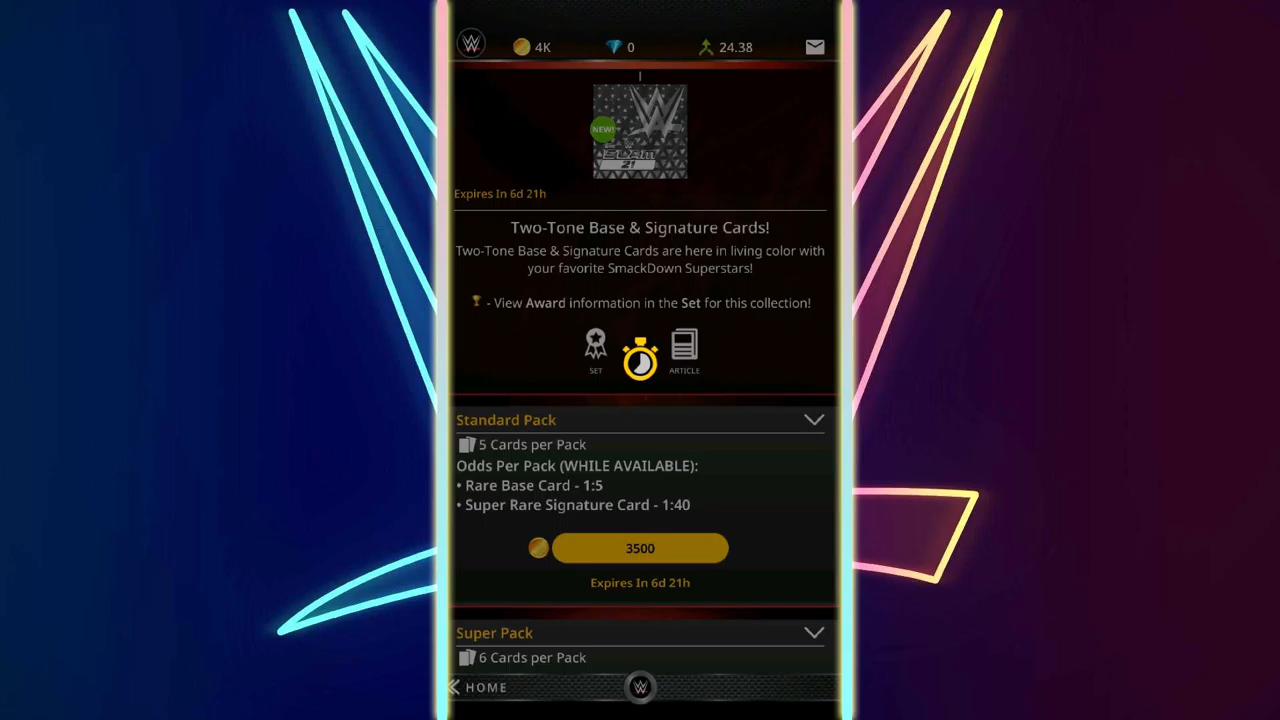 4K
0
24.38
NEW!
SLAM
21
Expires In 6d 21h
Two-Tone Base & Signature Cards!
Two-Tone Base & Signature Cards are here in living color with
your favorite SmackDown Superstars!
- View Award information in the Set for this collection!
SET
ARTICLE
Standard Pack
5 Cards per Pack
Odds Per Pack (WHILE AVAILABLE):
• Rare Base Card - 1:5
• Super Rare Signature Card - 1:40
3500
Expires In 6d 21h
Super Pack
6 Cards per Pack
HOME